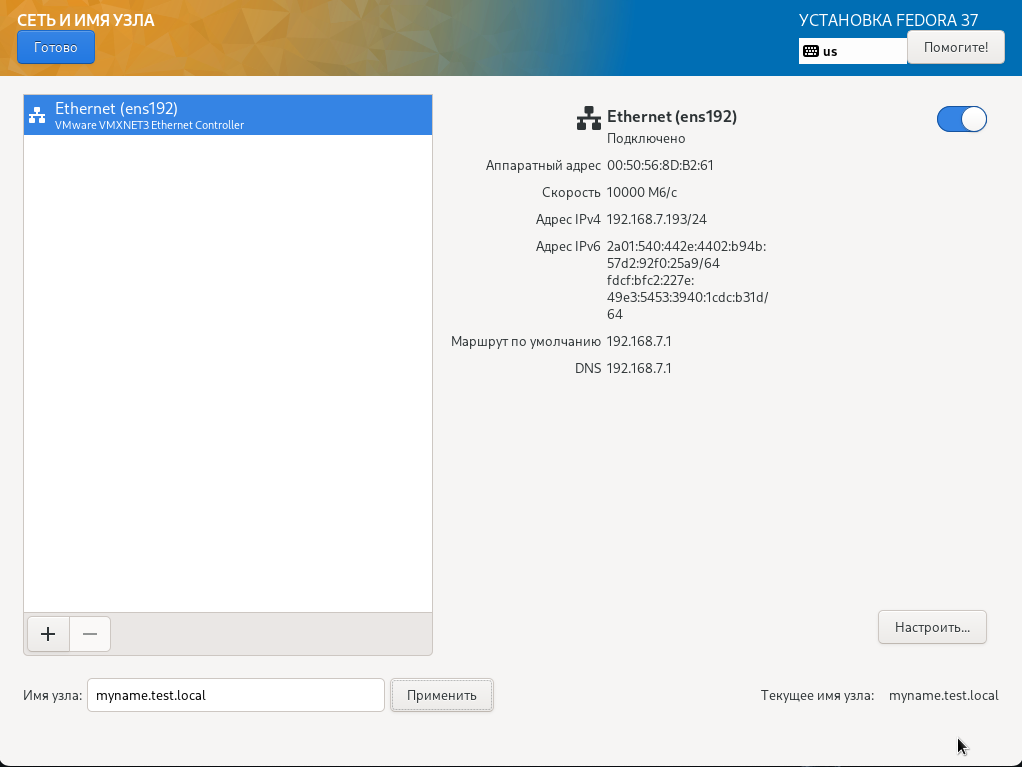 СЕТЬ И ИМЯ УЗЛА
УСТАНОВКА FEDORA 37
Готово
us
Помогите!
Ethernet (ens192)
VMware VMXNET3 Ethernet Controller
Ethernet (ens192)
Подключено
Аппаратный адрес 00:50:56:8D:B2:61
Скорость 10000 Мб/с
Адрес IPv4 192.168.7.193/24
Адрес IPv6 2a01:540:442e:4402:b94b:
57d2:92f0:25a9/64
fdcf:bfc2:227e:
49e3:5453:3940:1cdc:b31d/
64
Маршрут по умолчанию 192.168.7.1
DNS 192.168.7.1
Настроить...
Имя узла: myname.test.local
Применить
Текущее имя узла: myname.test.local